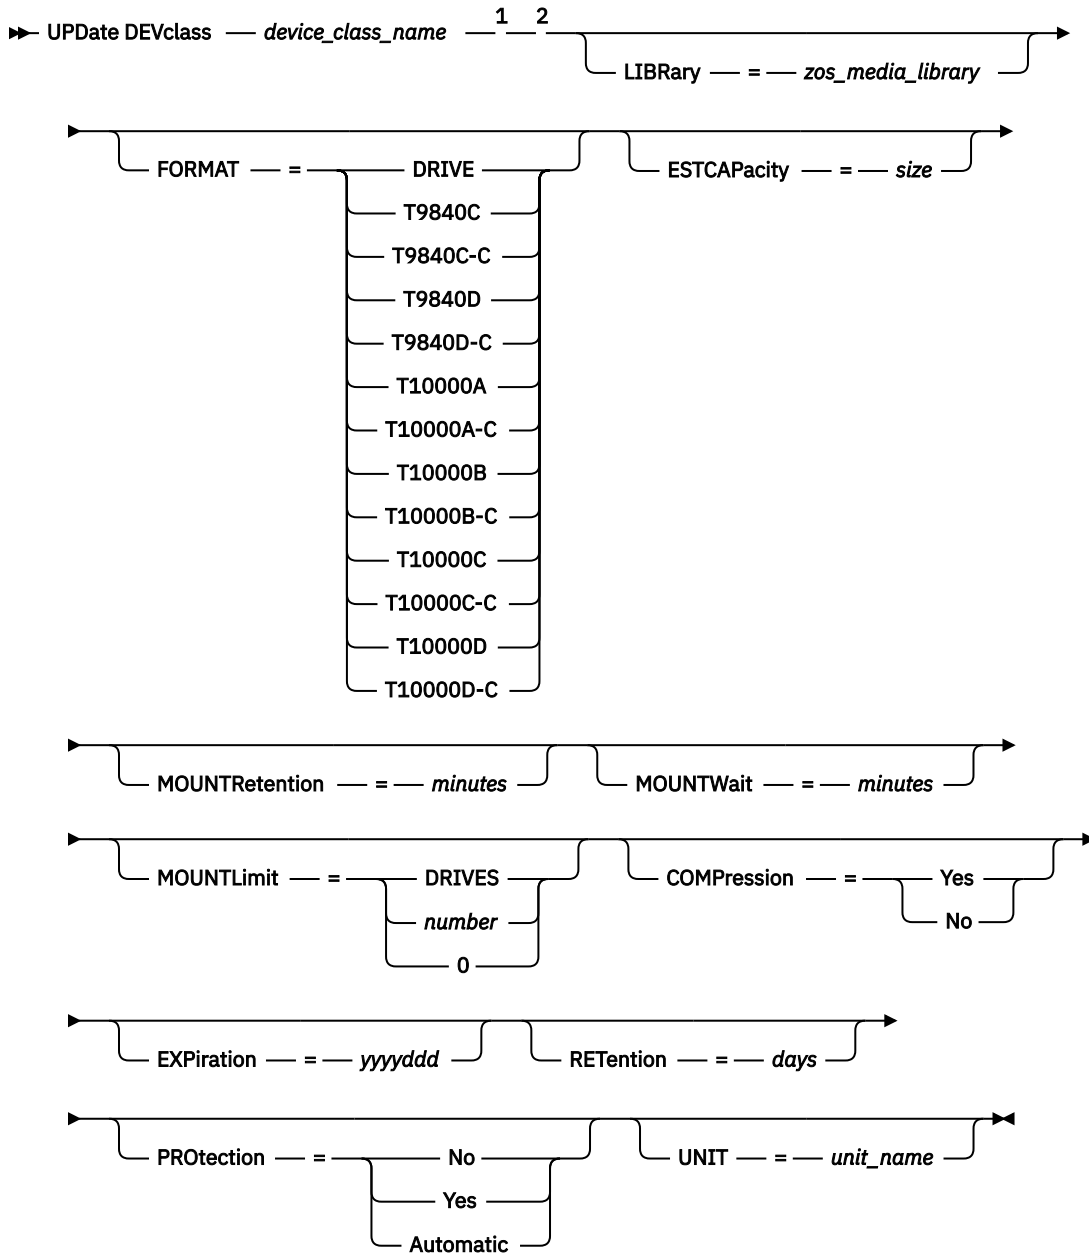 1 2
UPDate DEVclass device_class_name
LIBRary = zos_media_library
FORMAT = DRIVE ESTCAPacity = size
T9840C
T9840C-C
T9840D
T9840D-C
T10000A
T10000A-C
T10000B
T10000B-C
T10000C
T10000C-C
T10000D
T10000D-C
MOUNTRetention = minutes MOUNTWait = minutes
MOUNTLimit = DRIVES COMPression = Yes
number No
0
EXPiration = yyyyddd RETention = days
PROtection = No UNIT = unit_name
Yes
Automatic